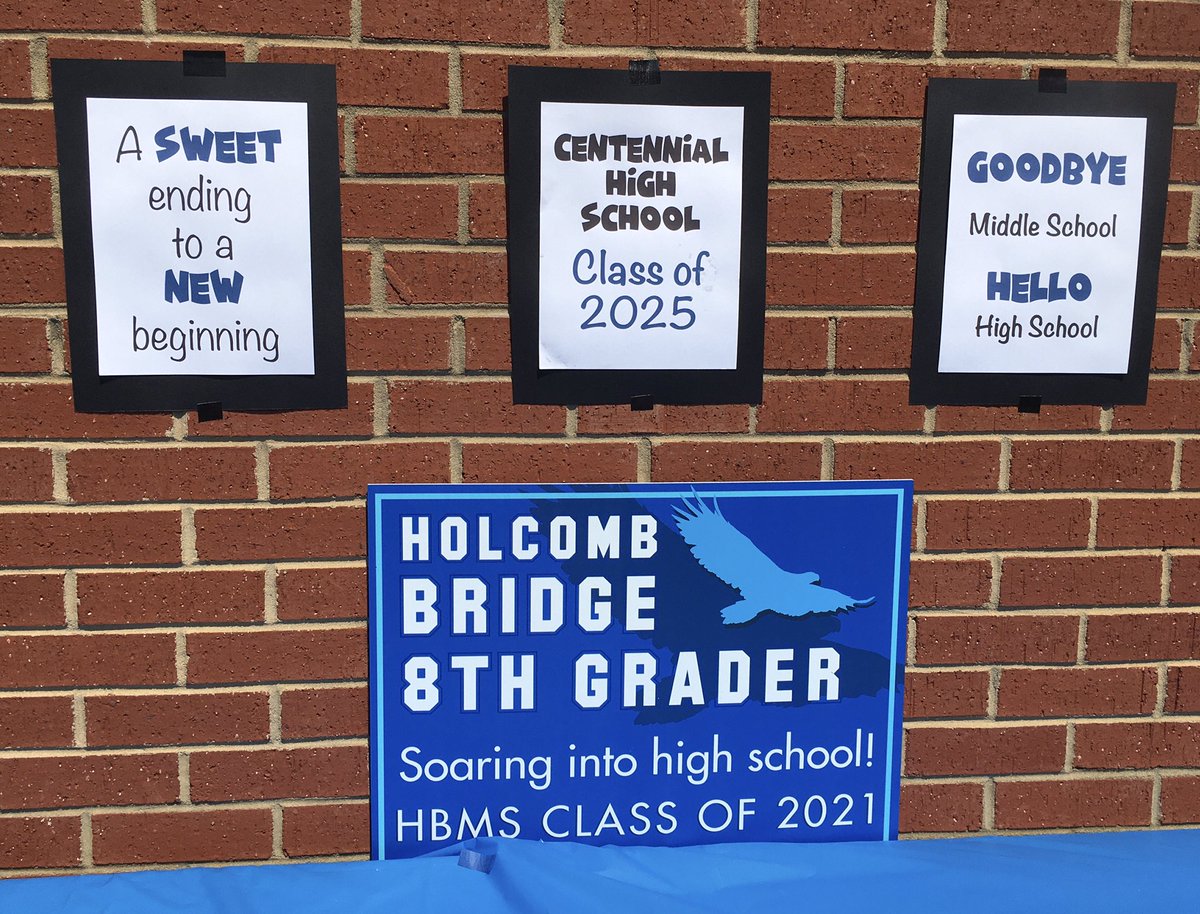 A SWEET
ending
to a
NEW
beginning
CENTENNiAL
HiGH
SCHOOL
Class of
2025
GOODBYE
Middle School
HELLO
High School
HOLCOMB
BRIDGE
8TH GRADER
Soaring into high school!
HBMS CLASS OF 2021